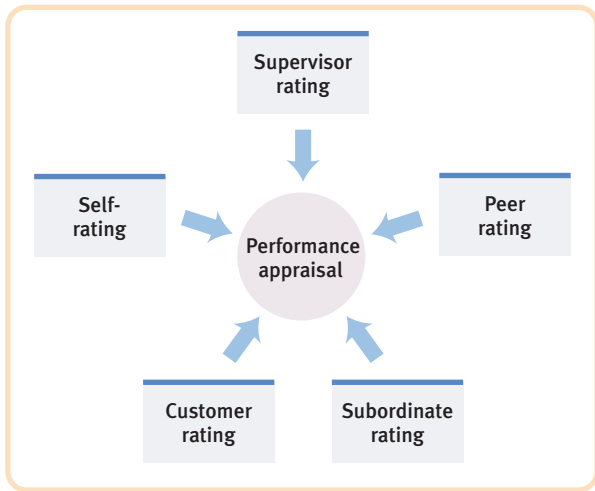 Supervisor
rating
Self-
rating
Peer
rating
Performance
appraisal
Customer
rating
Subordinate
rating